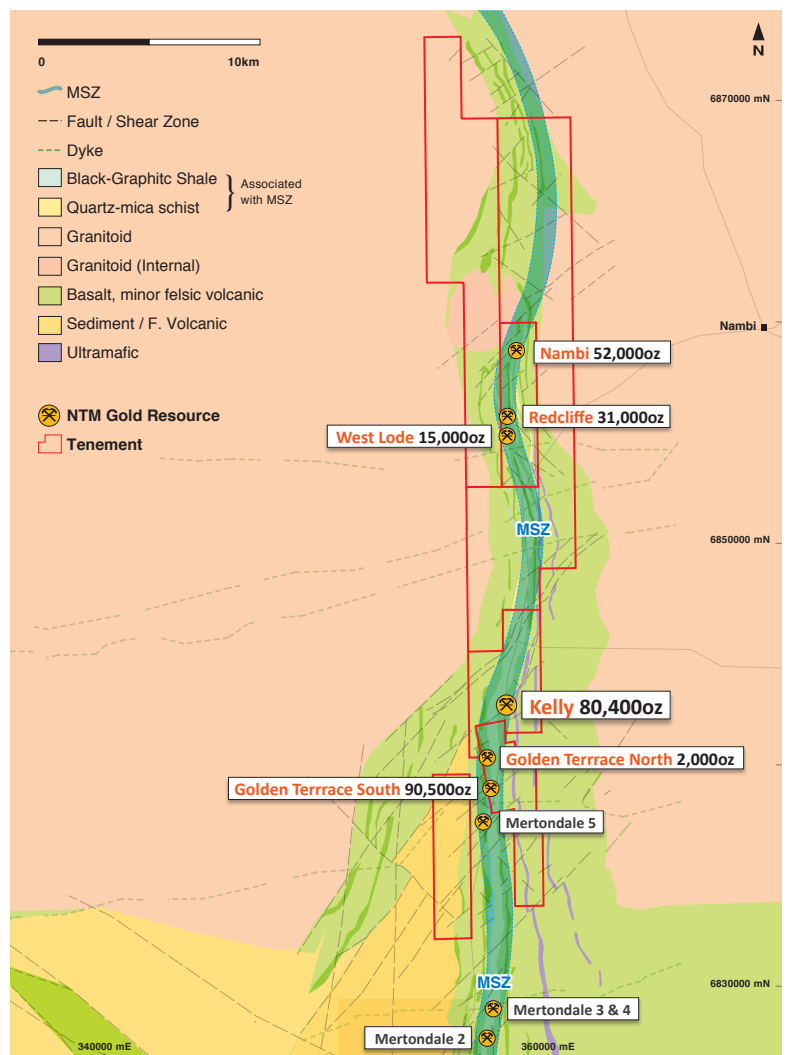 0 10km
N
MSZ
Fault / Shear Zone
Dyke
Black-Graphitc Shale
Quartz-mica schist
Associated
with MSZ
Granitoid
Granitoid (Internal)
Basalt, minor felsic volcanic
Sediment / F. Volcanic
Ultramafic
NTM Gold Resource
Tenement
6870000 mN
Nambi
Nambi 52,000oz
Redcliffe 31,000oz
West Lode 15,000oz
MSZ
6850000 mN
Kelly 80,400oz
Golden Terrrace North 2,000oz
Golden Terrrace South 90,500oz
Mertondale 5
MSZ
6830000 mN
Mertondale 3 & 4
Mertondale 2
340000 mE
360000 mE